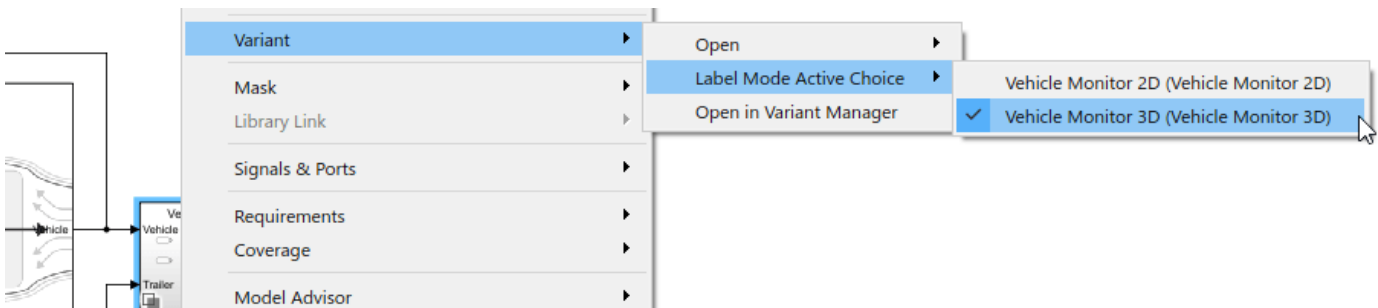 Variant
Mask
Library Link
Signals & Ports
Requirements
Coverage
Model Advisor
Open
Label Mode Active Choice
Open in Variant Manager
Vehicle Monitor 2D (Vehicle Monitor 2D)
Vehicle Monitor 3D (Vehicle Monitor 3D)
Vehicle
Ve
Vehicle
Trailer